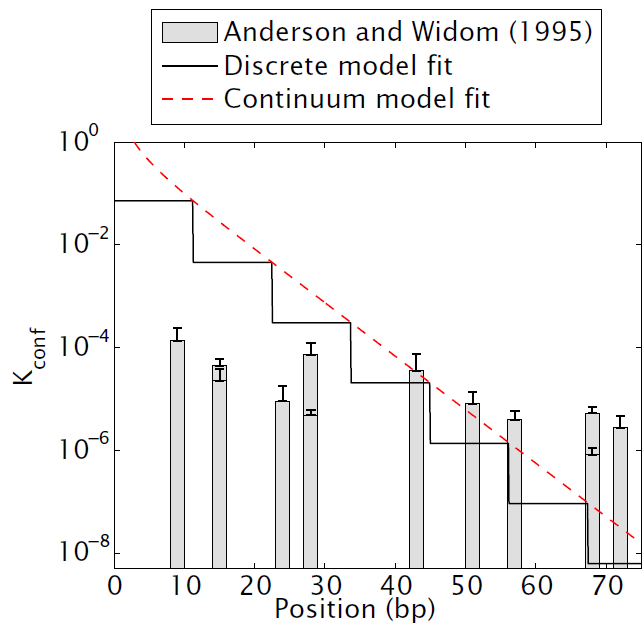 Anderson and Widom (1995)
Discrete model fit
Continuum model fit
10^0
10^−2
10^−4
10^−6
10^−8
K_conf
0 10 20 30 40 50 60 70
Position (bp)